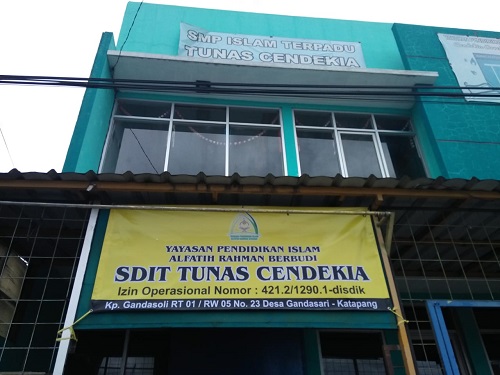 SMP ISLAM TERPADU
TUNAS CENDEKIA
YAYASAN PENDIDIKAN ISLAM
ALFATIH RAHMAN BERBUDI
SDIT TUNAS CENDEKIA
Izin Operasional Nomor : 421.2/1290.1-disdik
Kp. Gandasoli RT 01 / RW 05 No. 23 Desa Gandasari - Katapang